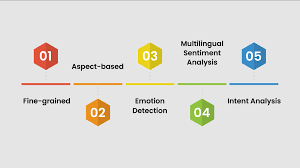 01
Fine-grained
Aspect-based
02
03
Emotion
Detection
Multilingual
Sentiment
Analysis
04
05
Intent Analysis